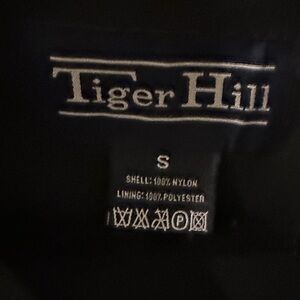 Tiger Hill
S
SHELL: 100% NYLON
LINING: 100% POLYESTER
P